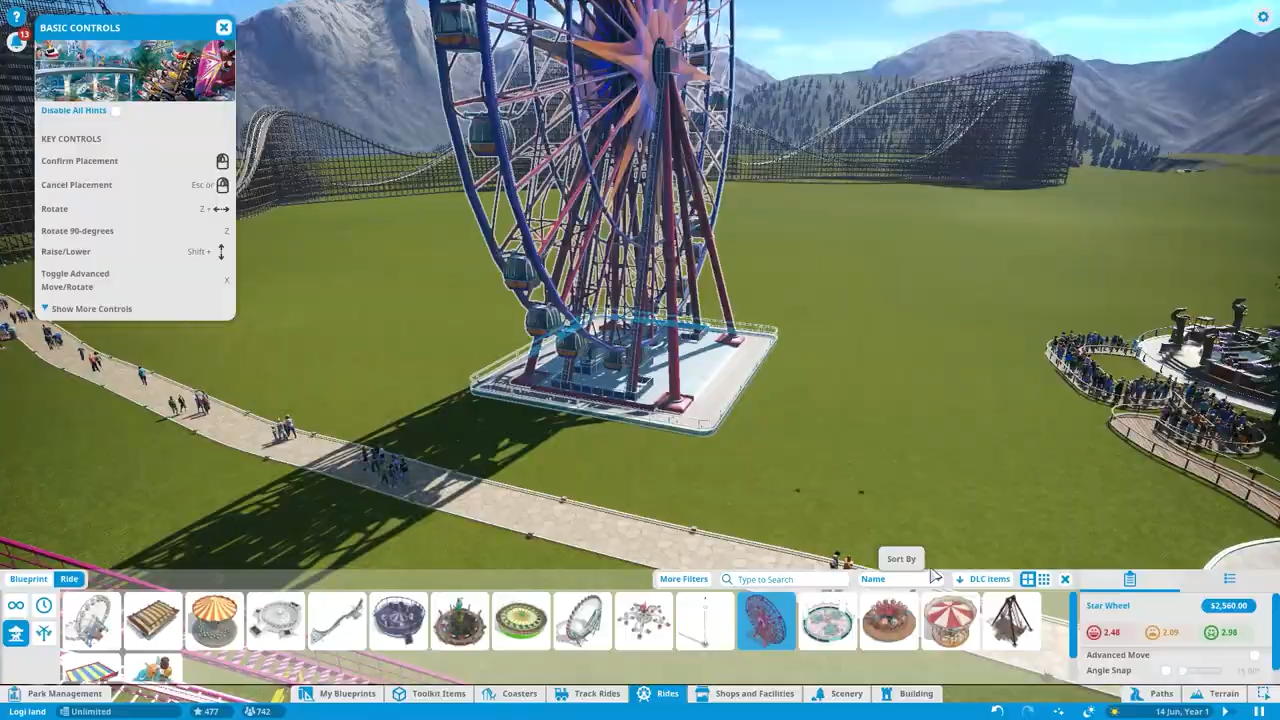 ?
BASIC CONTROLS
13
Disable All Hints
KEY CONTROLS
Confirm Placement
Cancel Placement Esc or
Rotate Z +
Rotate 90-degrees Z
Raise/Lower Shift +
Toggle Advanced Move/Rotate X
Show More Controls
Sort By
Blueprint Ride More Filters Type to Search Name DLC items
Star Wheel $2,560.00
2.48 2.09 2.98
Advanced Move
Angle Snap
Park Management My Blueprints Toolkit Items Coasters Track Rides Rides Shops and Facilities Scenery Building Paths Terrain
Logi land Unlimited 477 742 14 Jun, Year 1